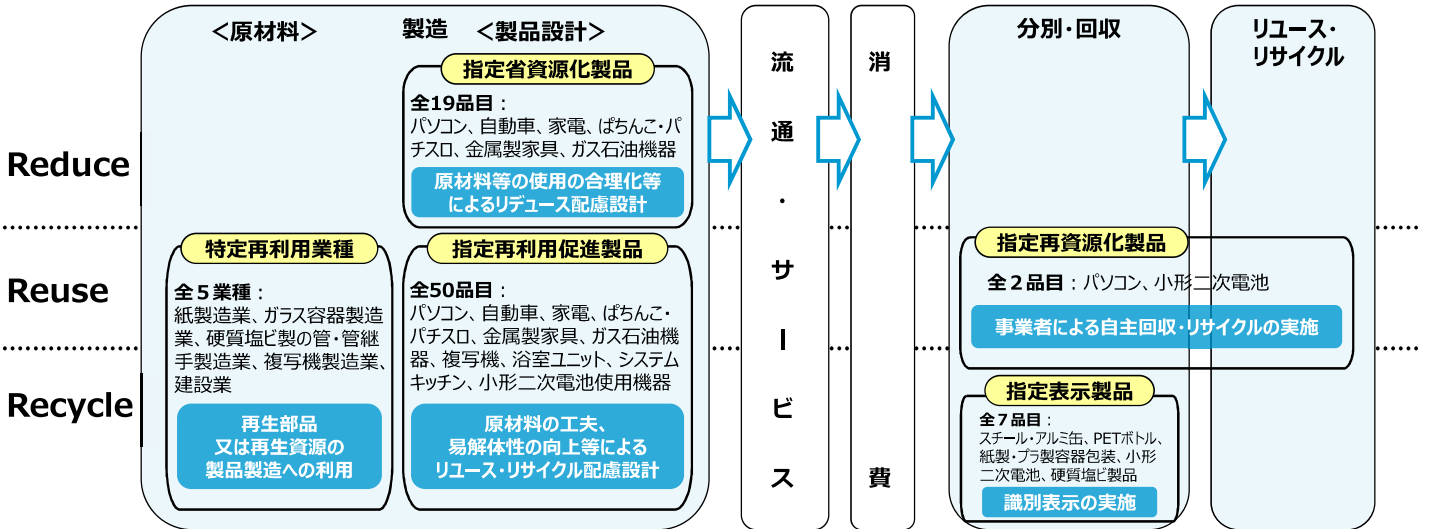 製造
<原材料>
<製品設計>
流通・サービス
消費
分別・回収
リユース・
リサイクル
Reduce
指定省資源化製品
全19品目：
パソコン、自動車、家電、ぱちんこ・パ
チスロ、金属製家具、ガス石油機器
原材料等の使用の合理化等
によるリデュース配慮設計
Reuse
Recycle
特定再利用業種
全５業種：
紙製造業、ガラス容器製造
業、硬質塩ビ製の管・管継
手製造業、複写機製造業、
建設業
再生部品
又は再生資源の
製品製造への利用
指定再利用促進製品
全50品目：
パソコン、自動車、家電、ぱちんこ・
パチスロ、金属製家具、ガス石油機
器、複写機、浴室ユニット、システム
キッチン、小形二次電池使用機器
原材料の工夫、
易解体性の向上等による
リユース・リサイクル配慮設計
指定再資源化製品
全２品目：パソコン、小形二次電池
事業者による自主回収・リサイクルの実施
指定表示製品
全７品目：
スチール・アルミ缶、PETボトル、
紙製・プラ製容器包装、小形
二次電池、硬質塩ビ製品
識別表示の実施